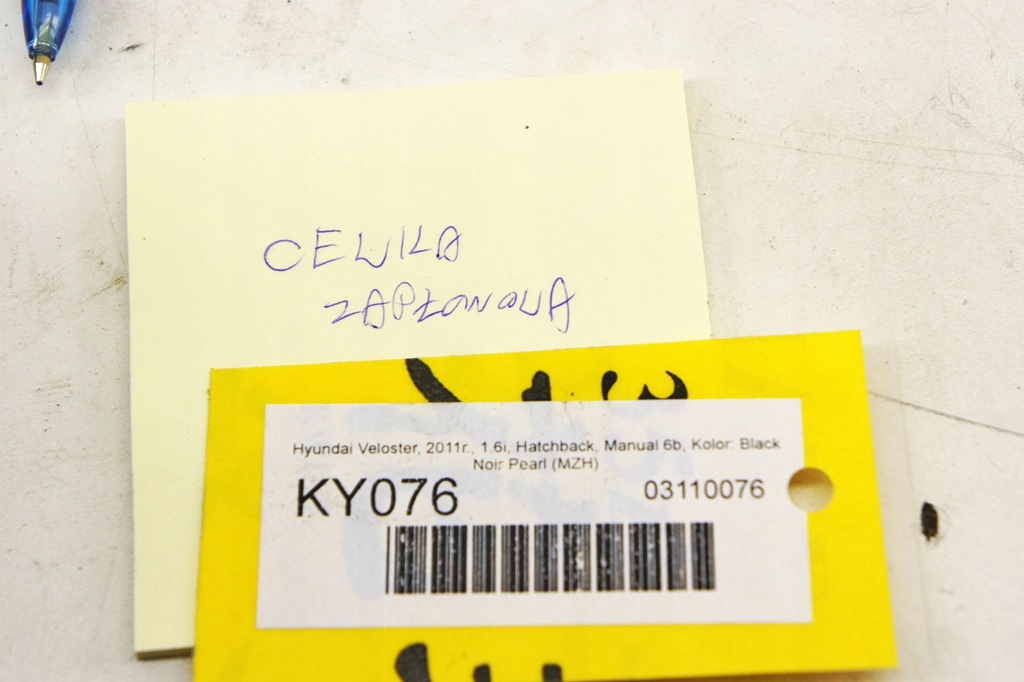 CEWKA
ZAPŁONOWA
Hyundai Veloster, 2011r., 1.6i, Hatchback, Manual 6b, Kolor: Black
Noir Pearl (MZH)
KY076
03110076